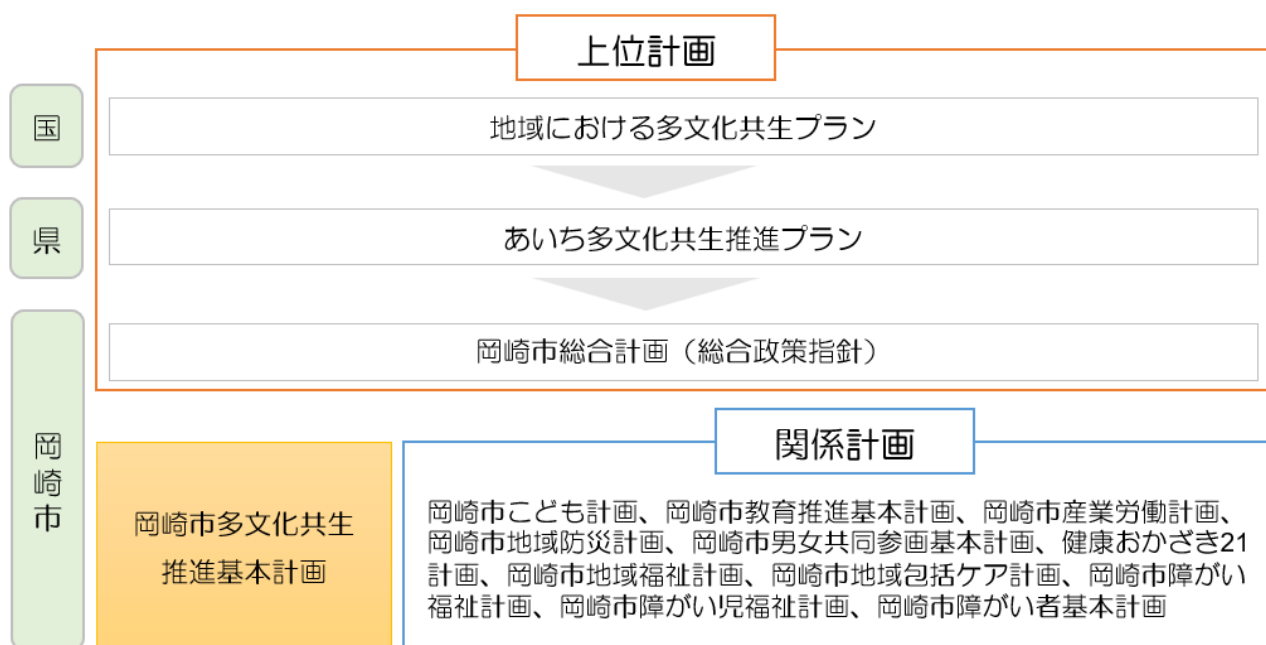 上位計画
国
地域における多文化共生プラン
県
あいち多文化共生推進プラン
岡崎市総合計画（総合政策指針）
岡崎市
岡崎市多文化共生
推進基本計画
関係計画
岡崎市こども計画、岡崎市教育推進基本計画、岡崎市産業労働計画、
岡崎市地域防災計画、岡崎市男女共同参画基本計画、健康おかざき21
計画、岡崎市地域福祉計画、岡崎市地域包括ケア計画、岡崎市障がい
福祉計画、岡崎市障がい児福祉計画、岡崎市障がい者基本計画